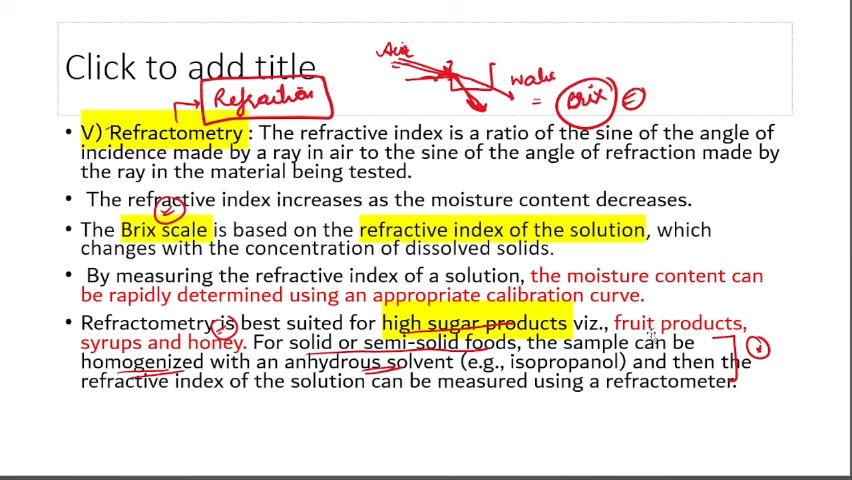 Click to add title
Air
Refraction
water
=
Brix
• V) Refractometry : The refractive index is a ratio of the sine of the angle of
incidence made by a ray in air to the sine of the angle of refraction made by
the ray in the material being tested.
• The refractive index increases as the moisture content decreases.
• The Brix scale is based on the refractive index of the solution, which
changes with the concentration of dissolved solids.
• By measuring the refractive index of a solution, the moisture content can
be rapidly determined using an appropriate calibration curve.
• Refractometry is best suited for high sugar products viz., fruit products,
syrups and honey. For solid or semi-solid foods, the sample can be
homogenized with an anhydrous solvent (e.g., isopropanol) and then the
refractive index of the solution can be measured using a refractometer.